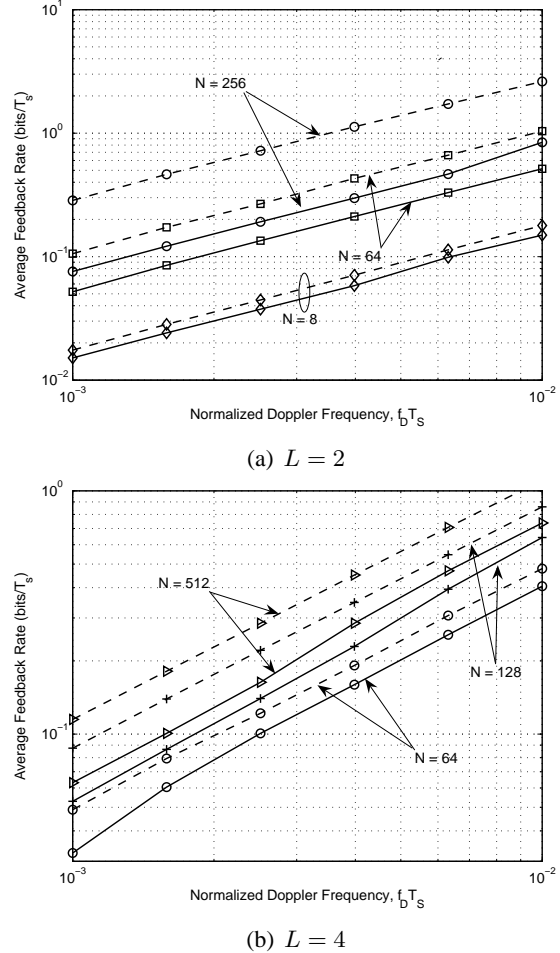 10^1
10^0
10^-1
10^-2
Average Feedback Rate (bits/T_s)
N = 256
N = 64
N = 8
10^-3
10^-2
Normalized Doppler Frequency, f_D T_S
(a) L = 2
10^0
10^-1
Average Feedback Rate (bits/T_s)
N = 512
N = 128
N = 64
10^-3
10^-2
Normalized Doppler Frequency, f_D T_S
(b) L = 4